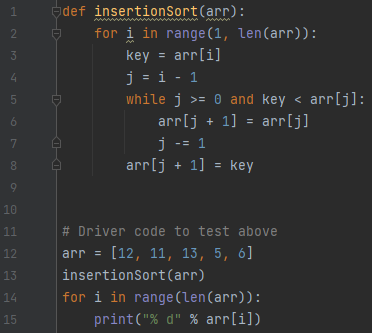 1 def insertionSort(arr):
2     for i in range(1, len(arr)):
3         key = arr[i]
4         j = i - 1
5         while j >= 0 and key < arr[j]:
6             arr[j + 1] = arr[j]
7             j -= 1
8         arr[j + 1] = key
9
10
11 # Driver code to test above
12 arr = [12, 11, 13, 5, 6]
13 insertionSort(arr)
14 for i in range(len(arr)):
15     print("% d" % arr[i])